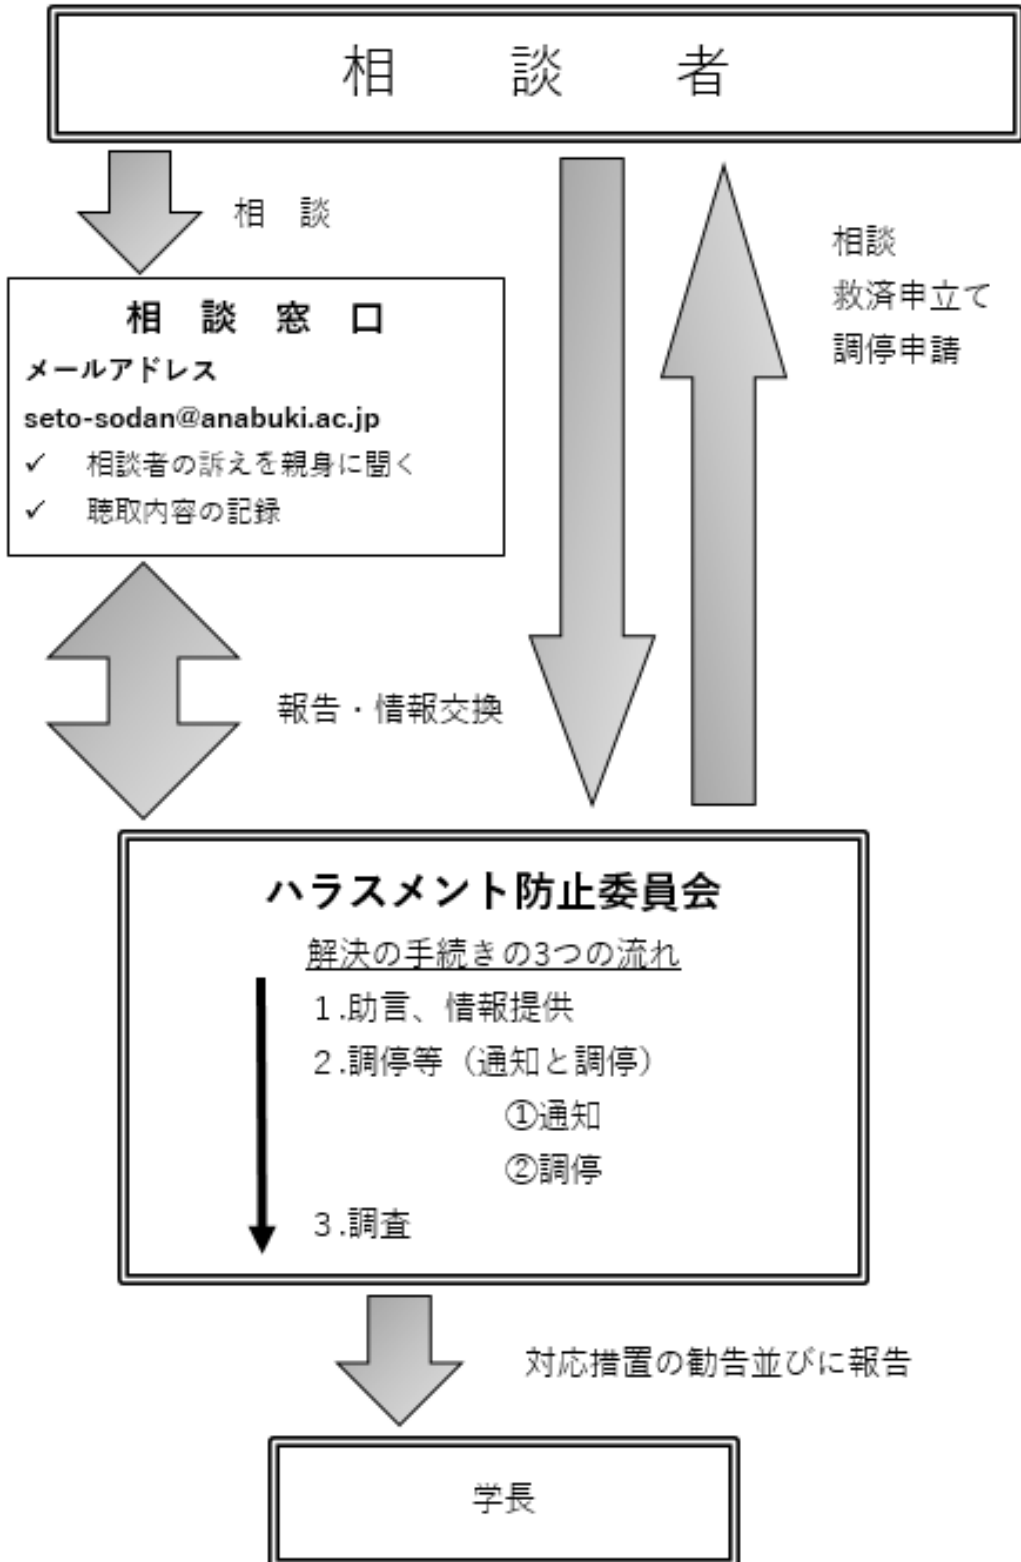 相　談　者
相　談
相談
救済申立て
調停申請
相　談　窓　口
メールアドレス
seto-sodan@anabuki.ac.jp
✓　相談者の訴えを親身に聞く
✓　聴取内容の記録
報告・情報交換
ハラスメント防止委員会
解決の手続きの3つの流れ
１.助言、情報提供
２.調停等（通知と調停）
①通知
②調停
３.調査
対応措置の勧告並びに報告
学長